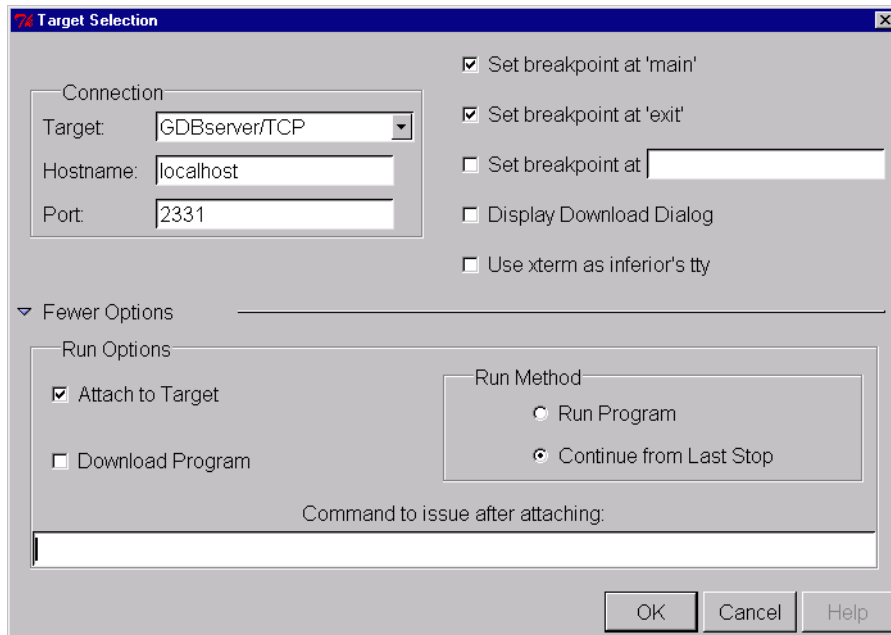 Target Selection
Connection
Target: GDBserver/TCP
Hostname: localhost
Port: 2331
Set breakpoint at 'main'
Set breakpoint at 'exit'
Set breakpoint at
Display Download Dialog
Use xterm as inferior's tty
Fewer Options
Run Options
Attach to Target
Download Program
Run Method
Run Program
Continue from Last Stop
Command to issue after attaching:
OK Cancel Help